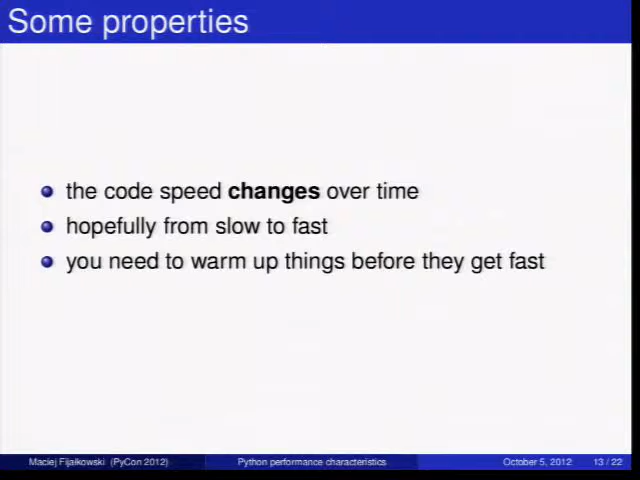 Some properties
the code speed changes over time
hopefully from slow to fast
you need to warm up things before they get fast
Maciej Fijałkowski (PyCon 2012) Python performance characteristics October 5, 2012 13 / 22